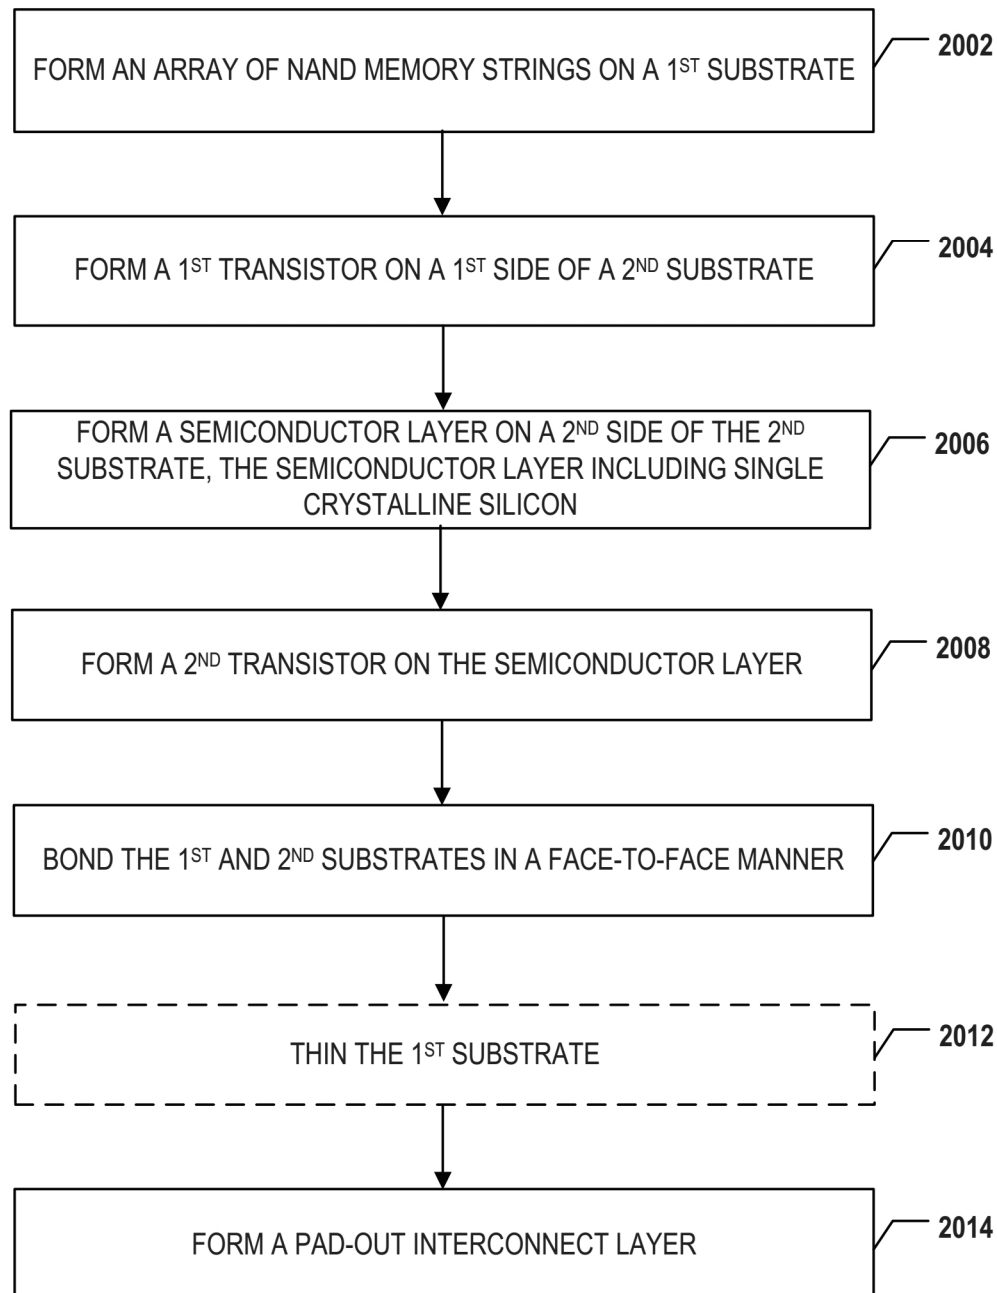 2002
FORM AN ARRAY OF NAND MEMORY STRINGS ON A 1ST SUBSTRATE
2004
FORM A 1ST TRANSISTOR ON A 1ST SIDE OF A 2ND SUBSTRATE
FORM A SEMICONDUCTOR LAYER ON A 2ND SIDE OF THE 2ND
2006
SUBSTRATE, THE SEMICONDUCTOR LAYER INCLUDING SINGLE
CRYSTALLINE SILICON
2008
FORM A 2ND TRANSISTOR ON THE SEMICONDUCTOR LAYER
2010
BOND THE 1ST AND 2ND SUBSTRATES IN A FACE-TO-FACE MANNER
2012
THIN THE 1ST SUBSTRATE
2014
FORM A PAD-OUT INTERCONNECT LAYER